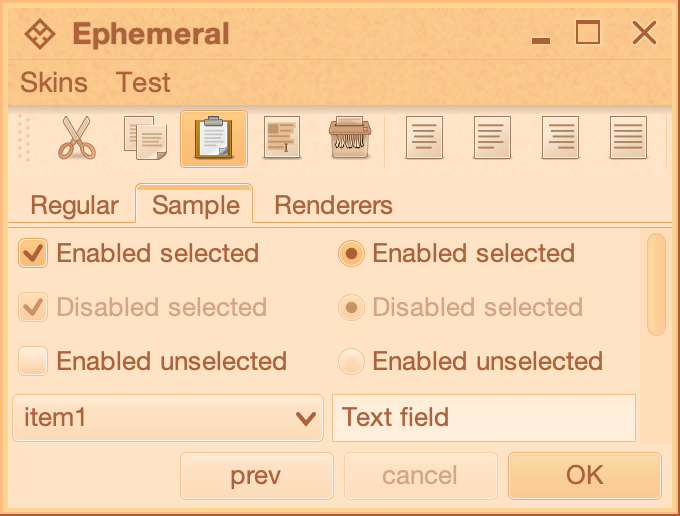 Ephemeral
Skins Test
Regular Sample Renderers
Enabled selected Enabled selected
Disabled selected Disabled selected
Enabled unselected Enabled unselected
item1 Text field
prev cancel OK